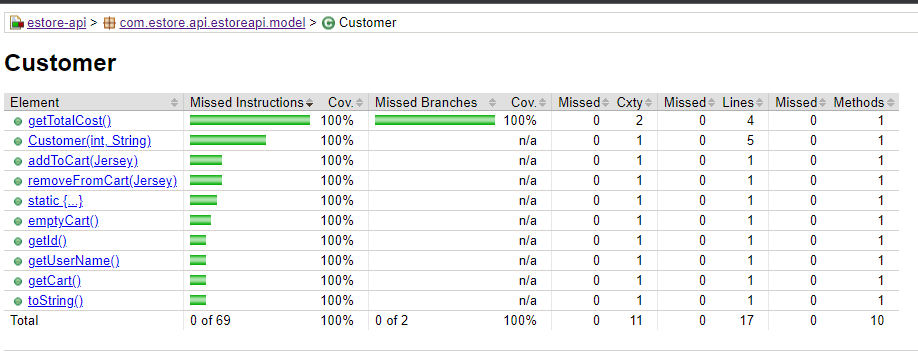 estore-api > com.estore.api.estoreapi.model > Customer
Customer
Element Missed Instructions Cov. Missed Branches Cov. Missed Cxty Missed Lines Missed Methods
getTotalCost() 100% 100% 0 2 0 4 0 1
Customer(int, String) 100% n/a 0 1 0 5 0 1
addToCart(Jersey) 100% n/a 0 1 0 1 0 1
removeFromCart(Jersey) 100% n/a 0 1 0 1 0 1
static {...} 100% n/a 0 1 0 1 0 1
emptyCart() 100% n/a 0 1 0 1 0 1
getId() 100% n/a 0 1 0 1 0 1
getUserName() 100% n/a 0 1 0 1 0 1
getCart() 100% n/a 0 1 0 1 0 1
toString() 100% n/a 0 1 0 1 0 1
Total 0 of 69 100% 0 of 2 100% 0 11 0 17 0 10